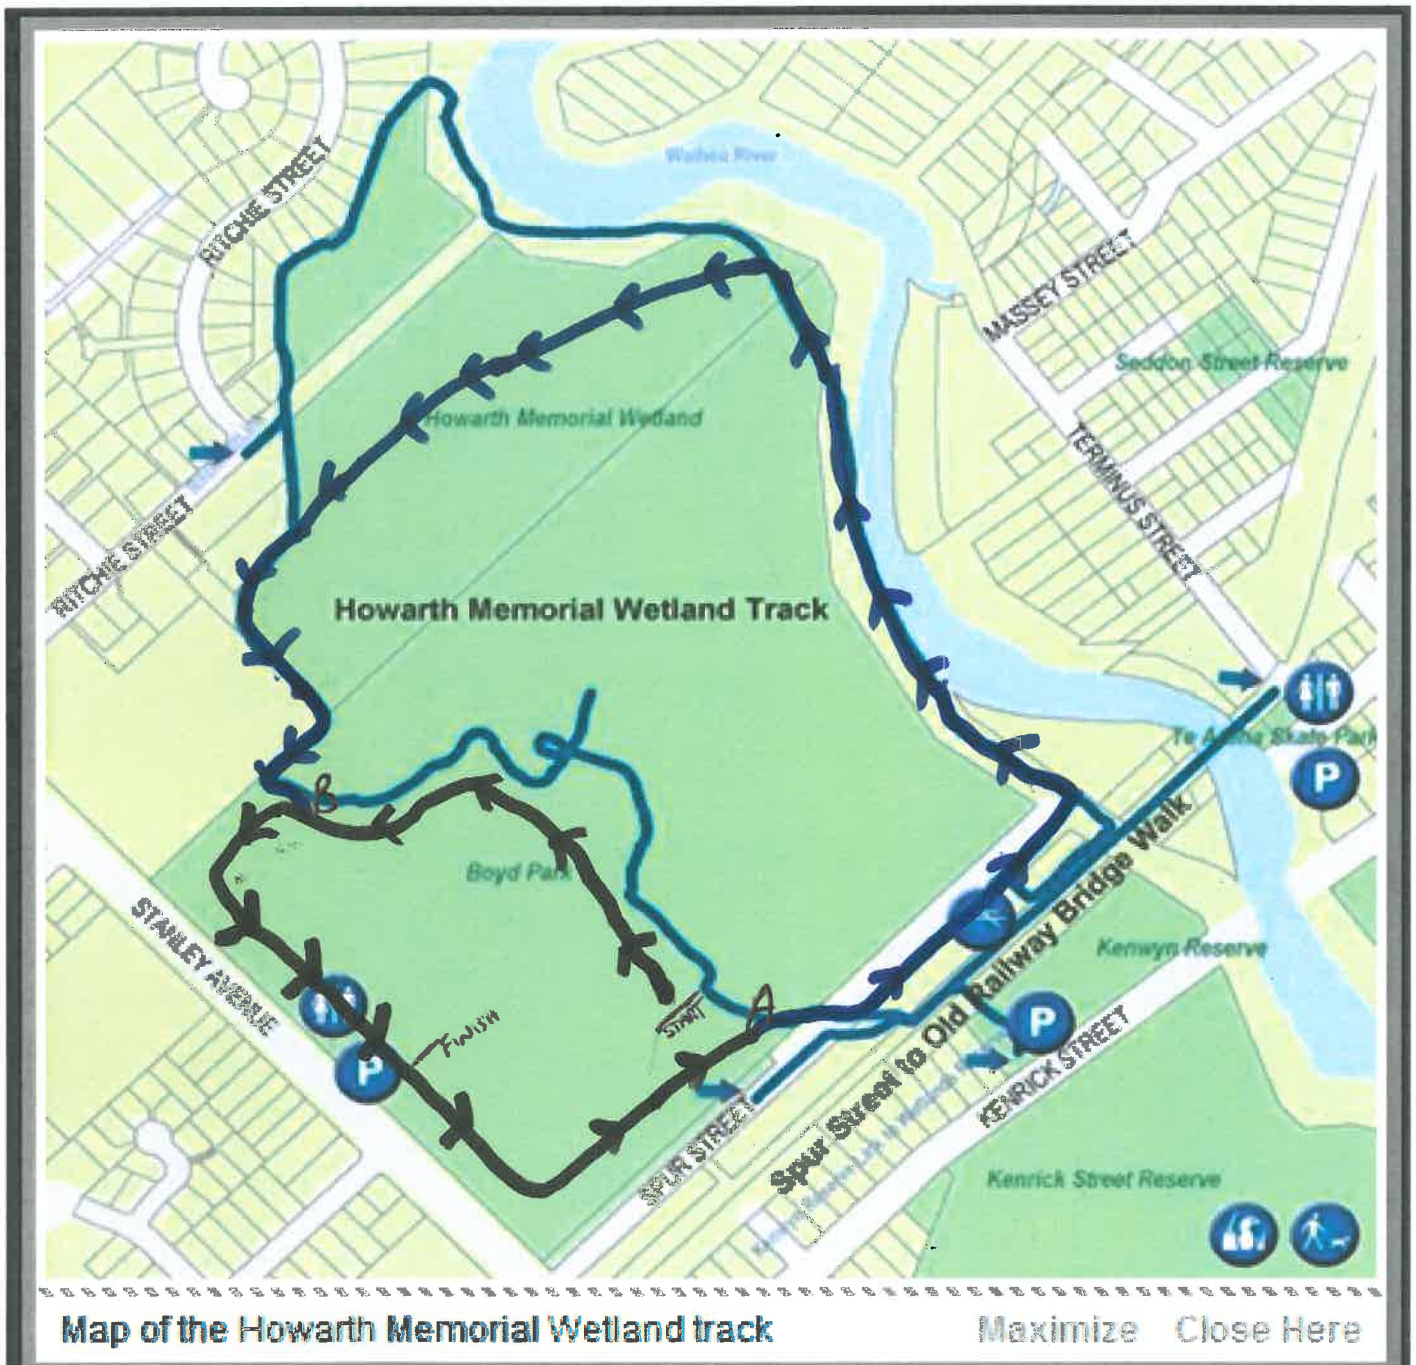 Waihou River
RITCHIE STREET
MASSEY STREET
Seddon Street Reserve
Howarth Memorial Wetland
TERMINUS STREET
RITCHIE STREET
Howarth Memorial Wetland Track
Te Aroha Skate Park
P
B
Boyd Park
STANLEY AVENUE
Kenwyn Reserve
A
START
P
FINISH
P
Spur Street to Old Railway Bridge Walk
KENRICK STREET
SPUR STREET
Kenrick Street Reserve
Map of the Howarth Memorial Wetland track
Maximize Close Here